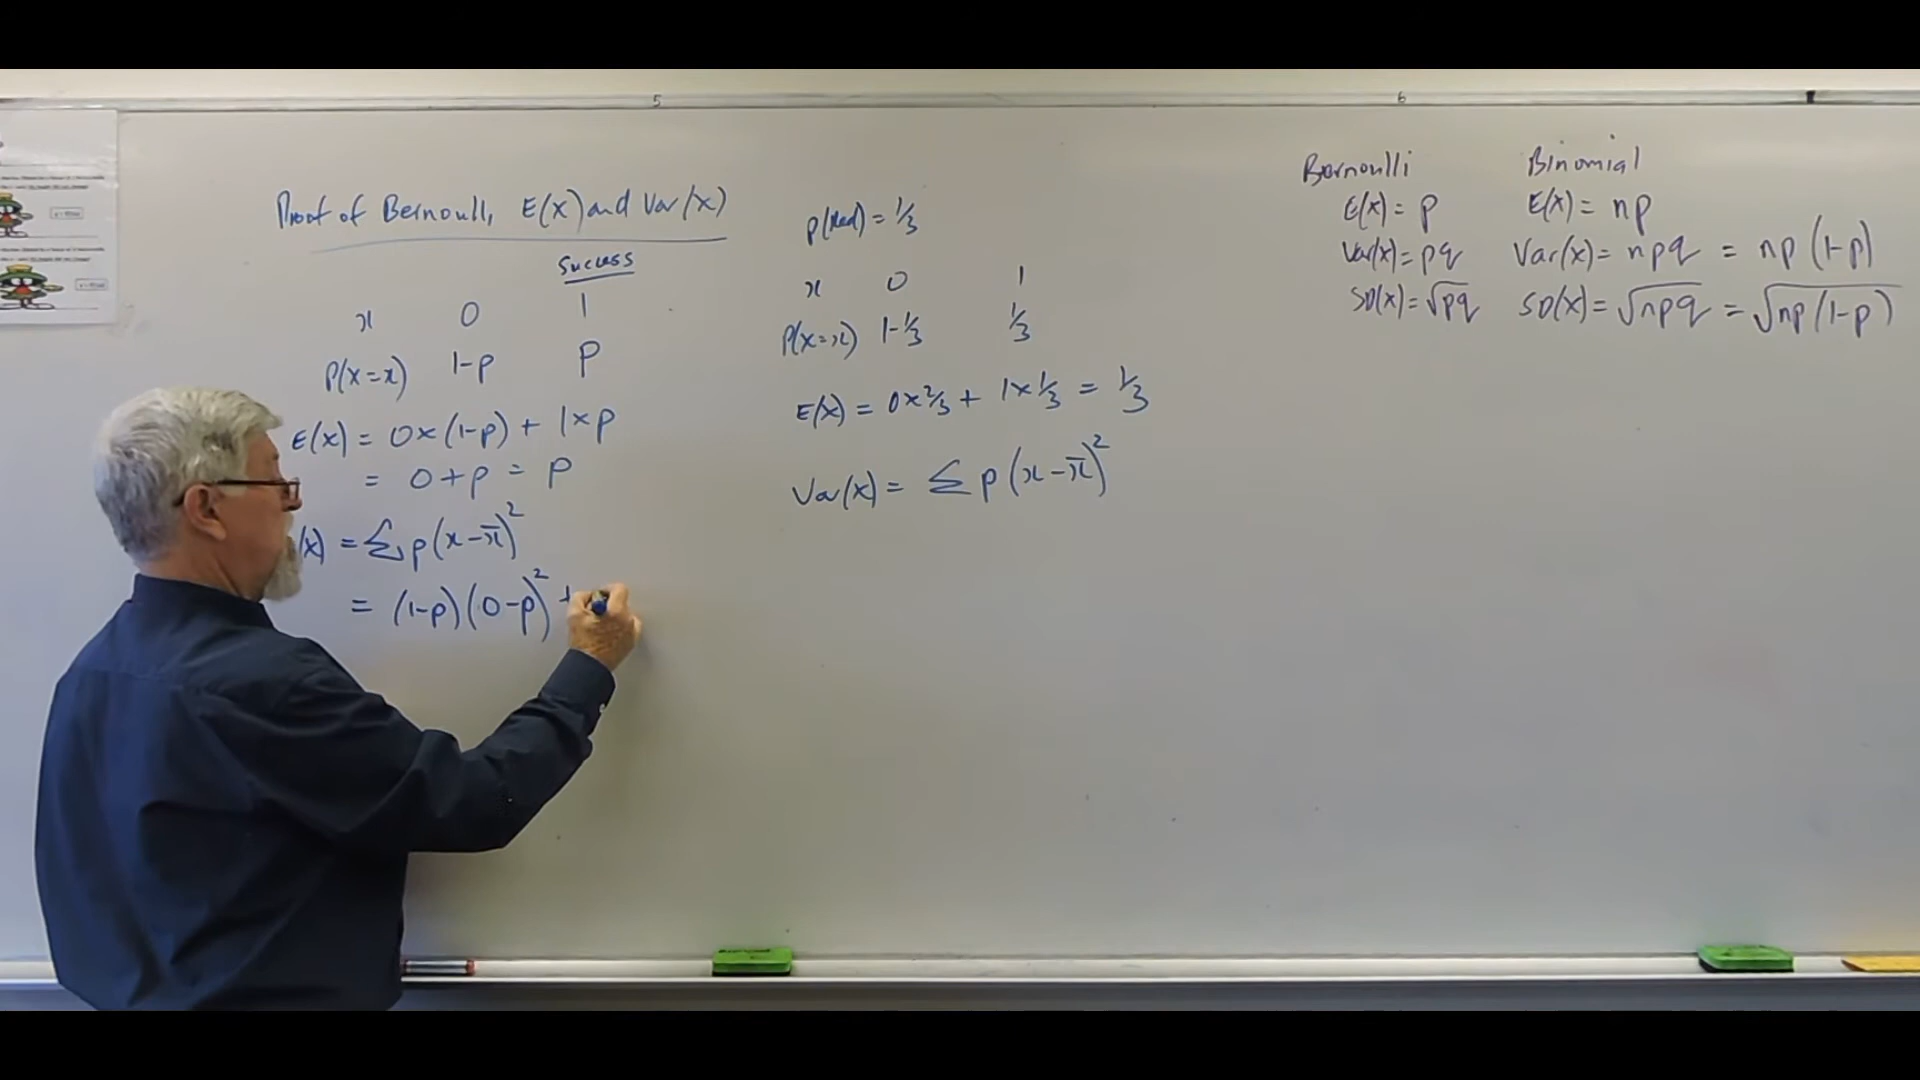 5
6
Proof of Bernoulli E(X) and Var(X)
Success
x 0 1
P(X=x) 1-p p
E(X) = 0×(1-p) + 1×p
= 0+p = p
(X) = Σ p(x-x̄)²
= (1-p)(0-p)² +
P(Red) = 1/3
x 0 1
P(X=x) 1-1/3 1/3
E(X) = 0×2/3 + 1×1/3 = 1/3
Var(X) = Σ p(x-x̄)²
Bernoulli
E(X) = p
Var(X) = pq
SD(X) = √pq
Binomial
E(X) = np
Var(X) = npq = np(1-p)
SD(X) = √npq = √np(1-p)